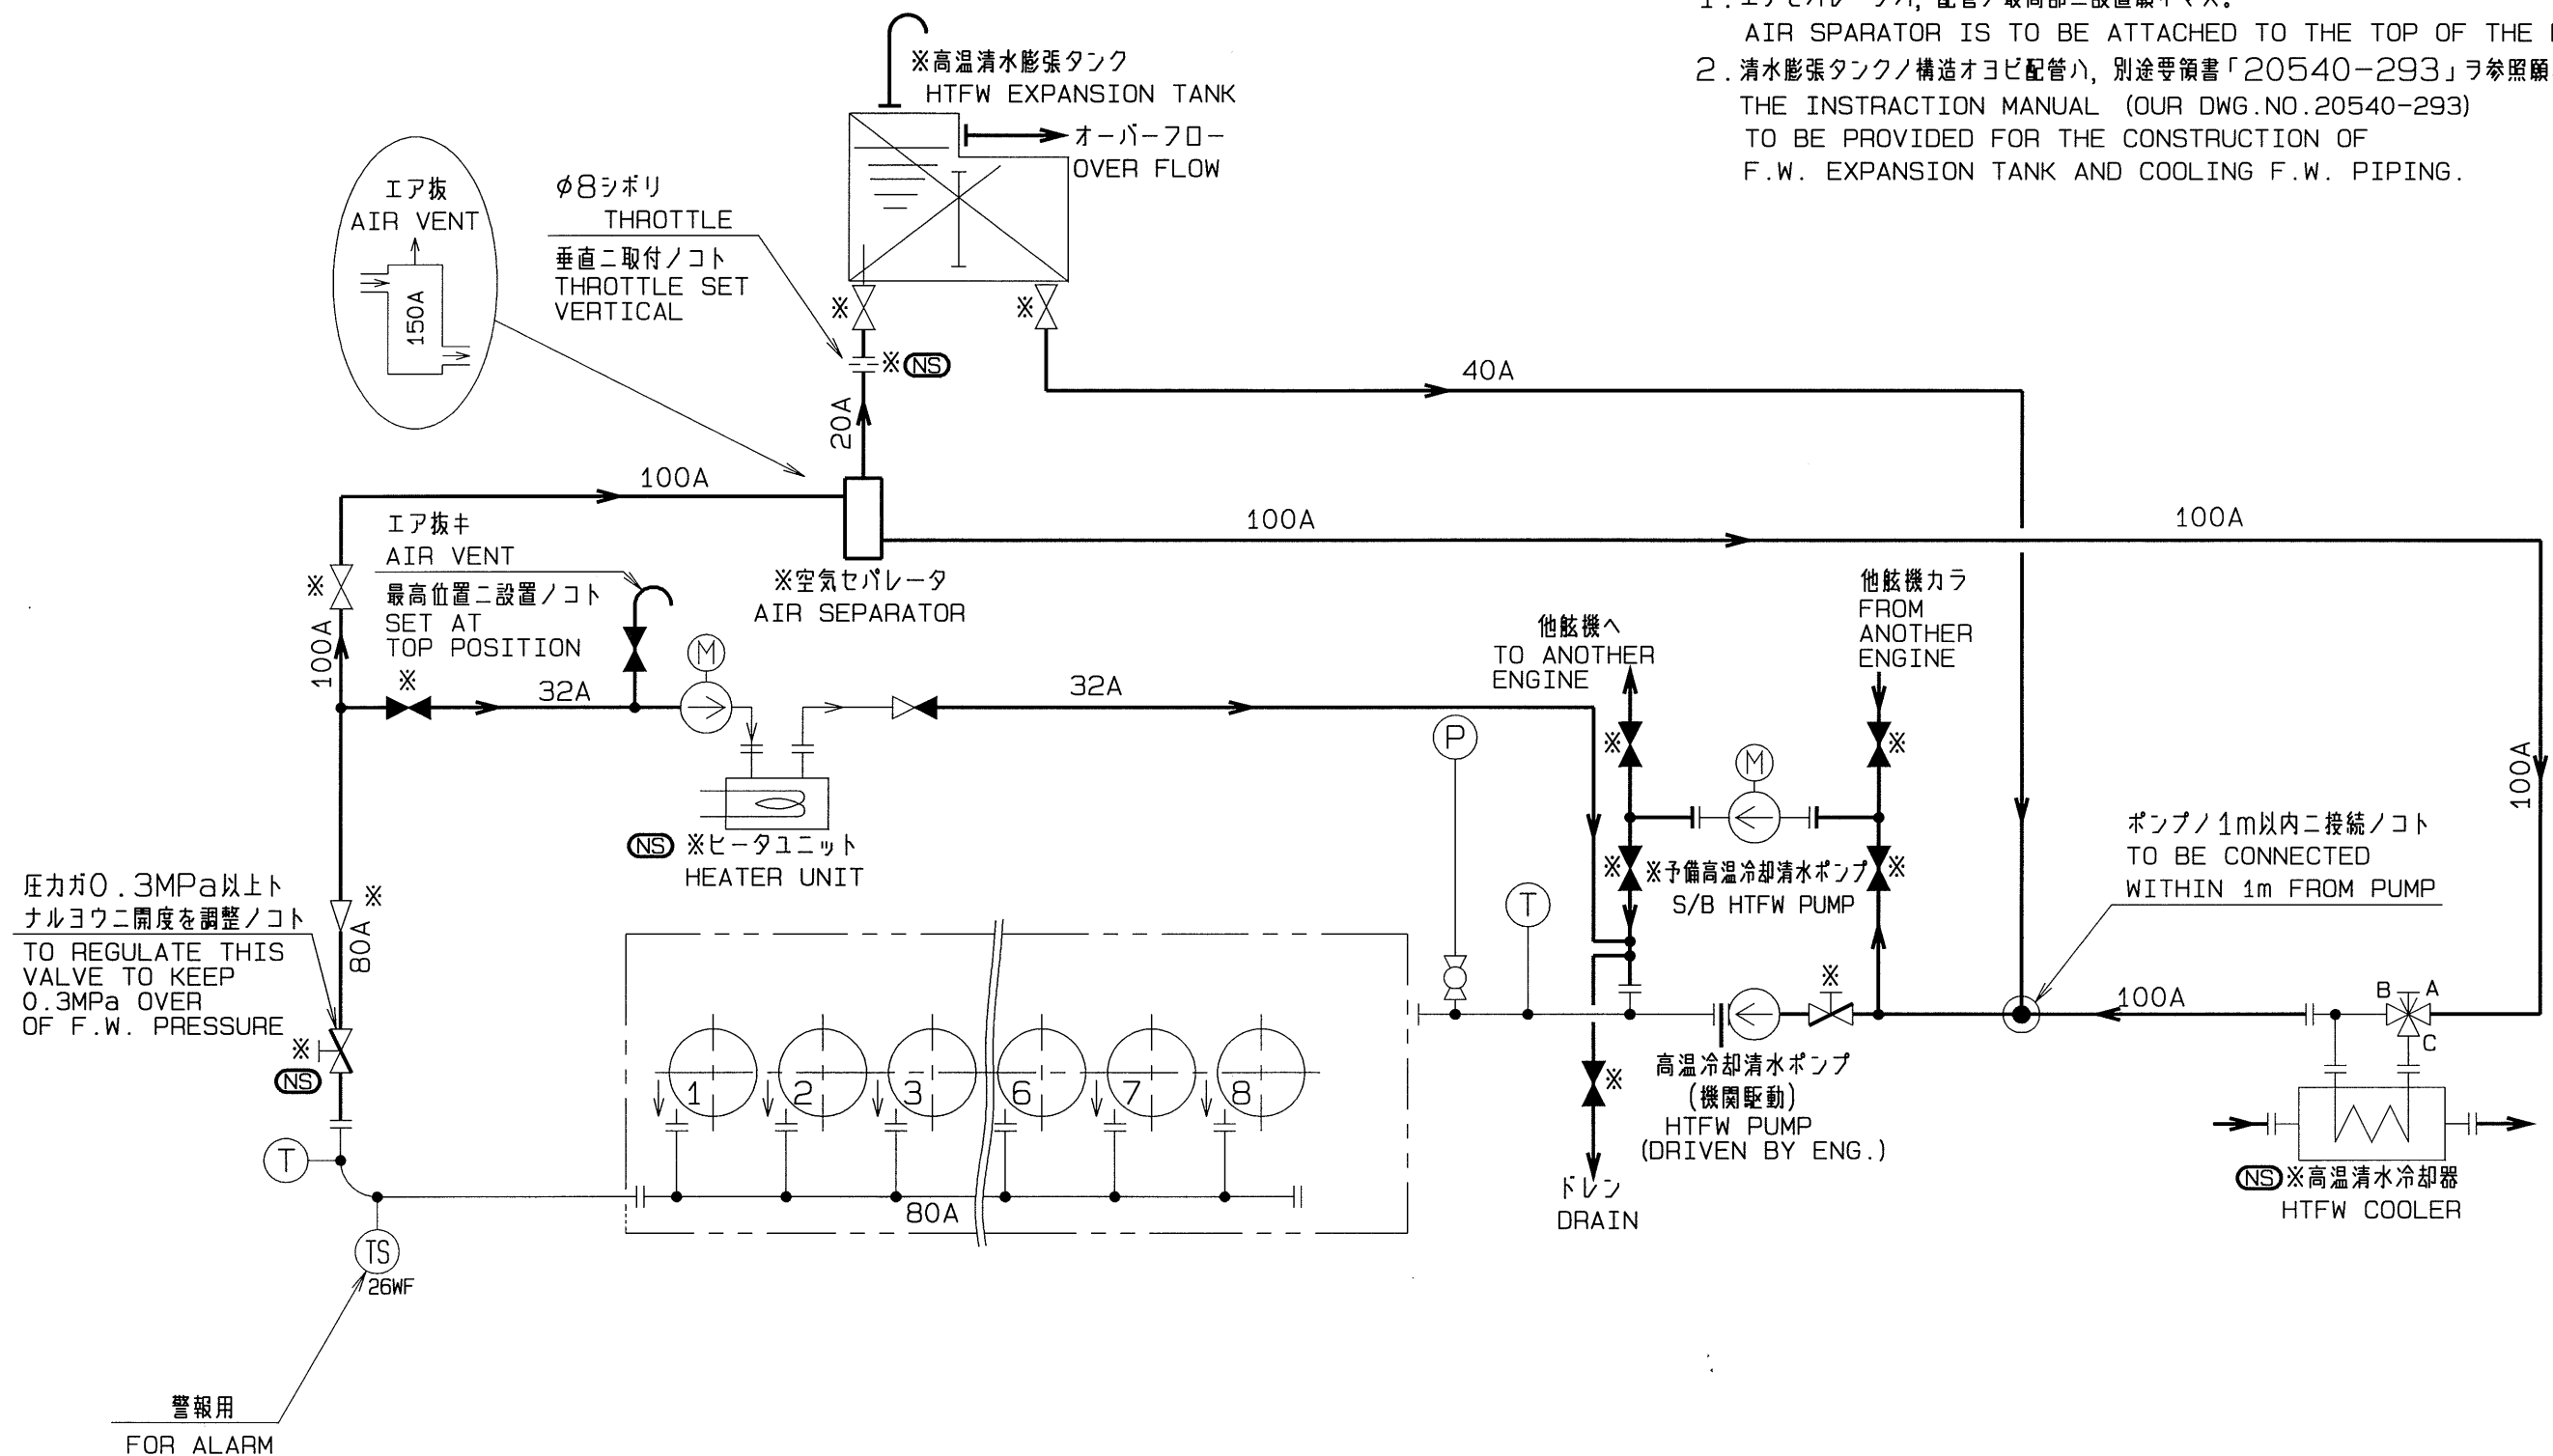 AIR SPARATOR IS TO BE ATTACHED TO THE TOP OF THE
2.清水膨張タンクノ構造オヨビ配管ハ,別途要領書「20540-293」ヲ参照願
THE INSTRACTION MANUAL (OUR DWG.NO.20540-293)
TO BE PROVIDED FOR THE CONSTRUCTION OF
F.W. EXPANSION TANK AND COOLING F.W. PIPING.
※高温清水膨張タンク
HTFW EXPANSION TANK
オーバーフロー
OVER FLOW
エア抜
AIR VENT
150A
φ8シボリ
THROTTLE
垂直ニ取付ノコト
THROTTLE SET
VERTICAL
※
※
※ NS
20A
40A
100A
100A
100A
エア抜キ
AIR VENT
最高位置ニ設置ノコト
SET AT
TOP POSITION
※
100A
※空気セパレータ
AIR SEPARATOR
※
32A
M
32A
他舷機へ
TO ANOTHER
ENGINE
他舷機カラ
FROM
ANOTHER
ENGINE
P
※
M
※
100A
NS ※ヒータユニット
HEATER UNIT
※
※予備高温冷却清水ポンプ
S/B HTFW PUMP
※
ポンプノ1m以内ニ接続ノコト
TO BE CONNECTED
WITHIN 1m FROM PUMP
圧力ガ0.3MPa以上ト
ナルヨウニ開度を調整ノコト
TO REGULATE THIS
VALVE TO KEEP
0.3MPa OVER
OF F.W. PRESSURE
※
80A
T
※
100A
B
A
C
※
NS
1
2
3
6
7
8
※
高温冷却清水ポンプ
(機関駆動)
HTFW PUMP
(DRIVEN BY ENG.)
T
80A
ドレン
DRAIN
NS ※高温清水冷却器
HTFW COOLER
TS
26WF
警報用
FOR ALARM